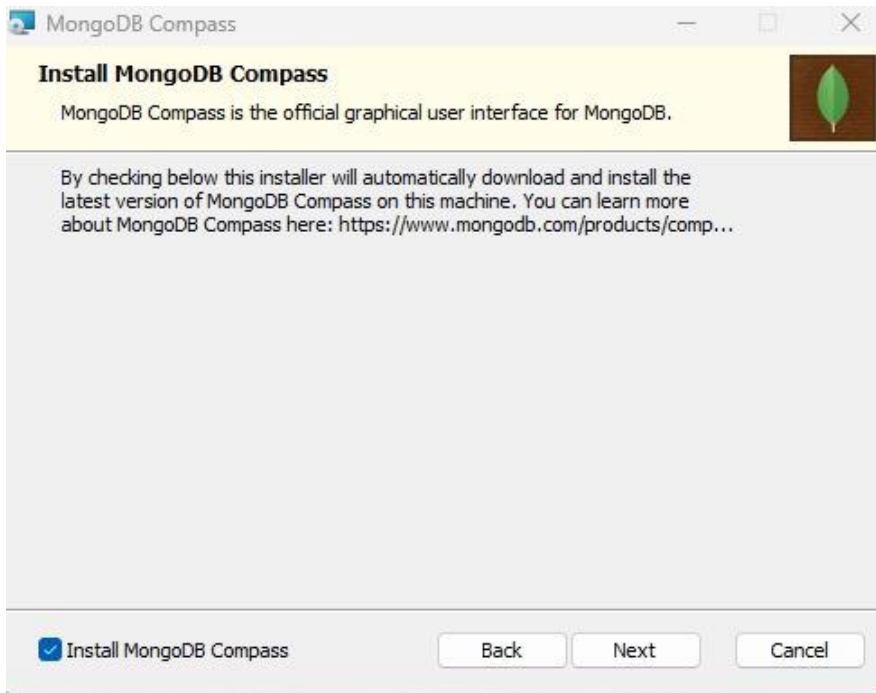 MongoDB Compass
Install MongoDB Compass
MongoDB Compass is the official graphical user interface for MongoDB.
By checking below this installer will automatically download and install the
latest version of MongoDB Compass on this machine. You can learn more
about MongoDB Compass here: https://www.mongodb.com/products/comp...
Install MongoDB Compass Back Next Cancel